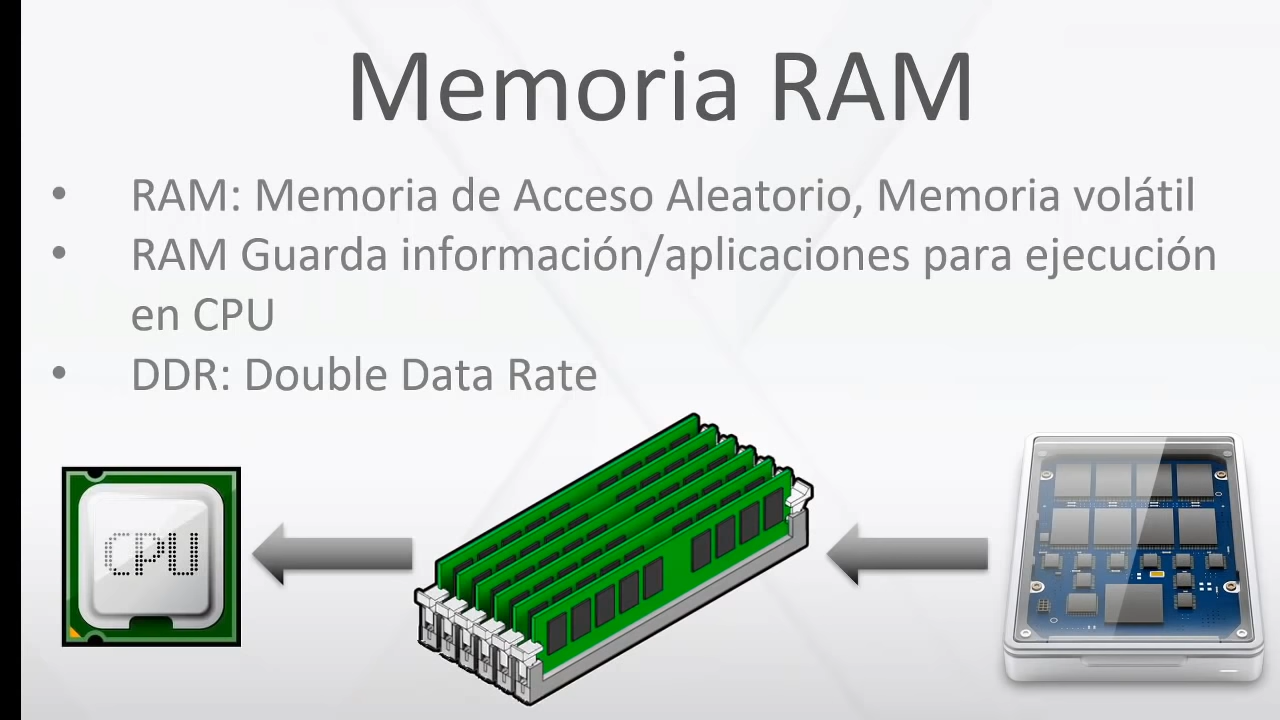 Memoria RAM
• RAM: Memoria de Acceso Aleatorio, Memoria volátil
• RAM Guarda información/aplicaciones para ejecución
en CPU
• DDR: Double Data Rate
CPU